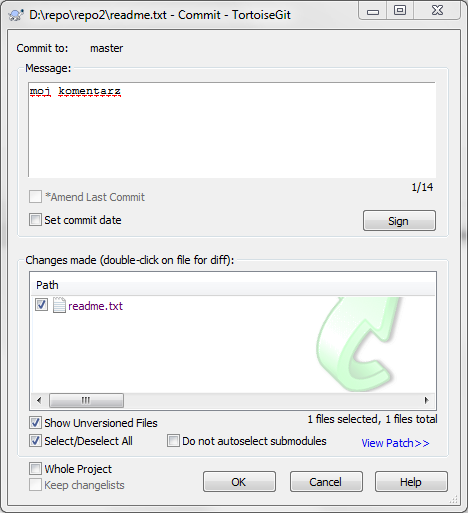 D:\repo\repo2\readme.txt - Commit - TortoiseGit
Commit to: master
Message:
moj komentarz
1/14
*Amend Last Commit
Set commit date
Sign
Changes made (double-click on file for diff):
Path
readme.txt
Show Unversioned Files
1 files selected, 1 files total
Select/Deselect All
Do not autoselect submodules
View Patch>>
Whole Project
Keep changelists
OK
Cancel
Help